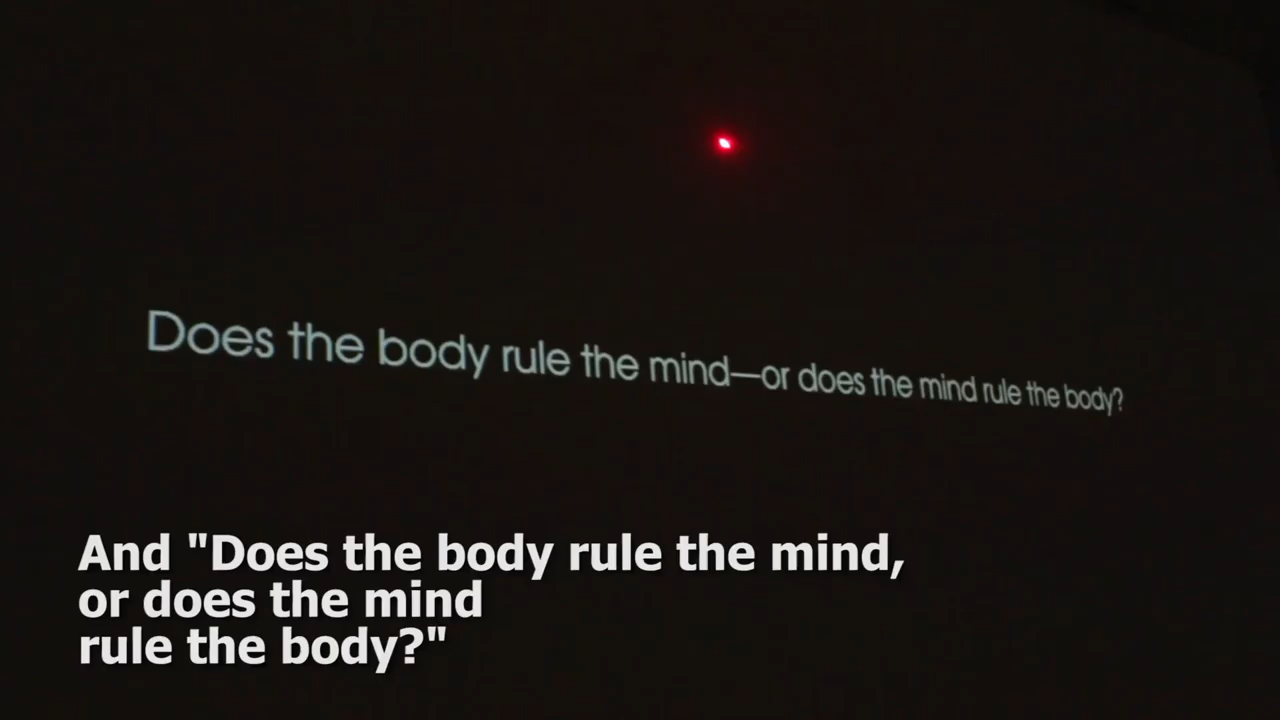 Does the body rule the mind—or does the mind rule the body?
And "Does the body rule the mind,
or does the mind
rule the body?"